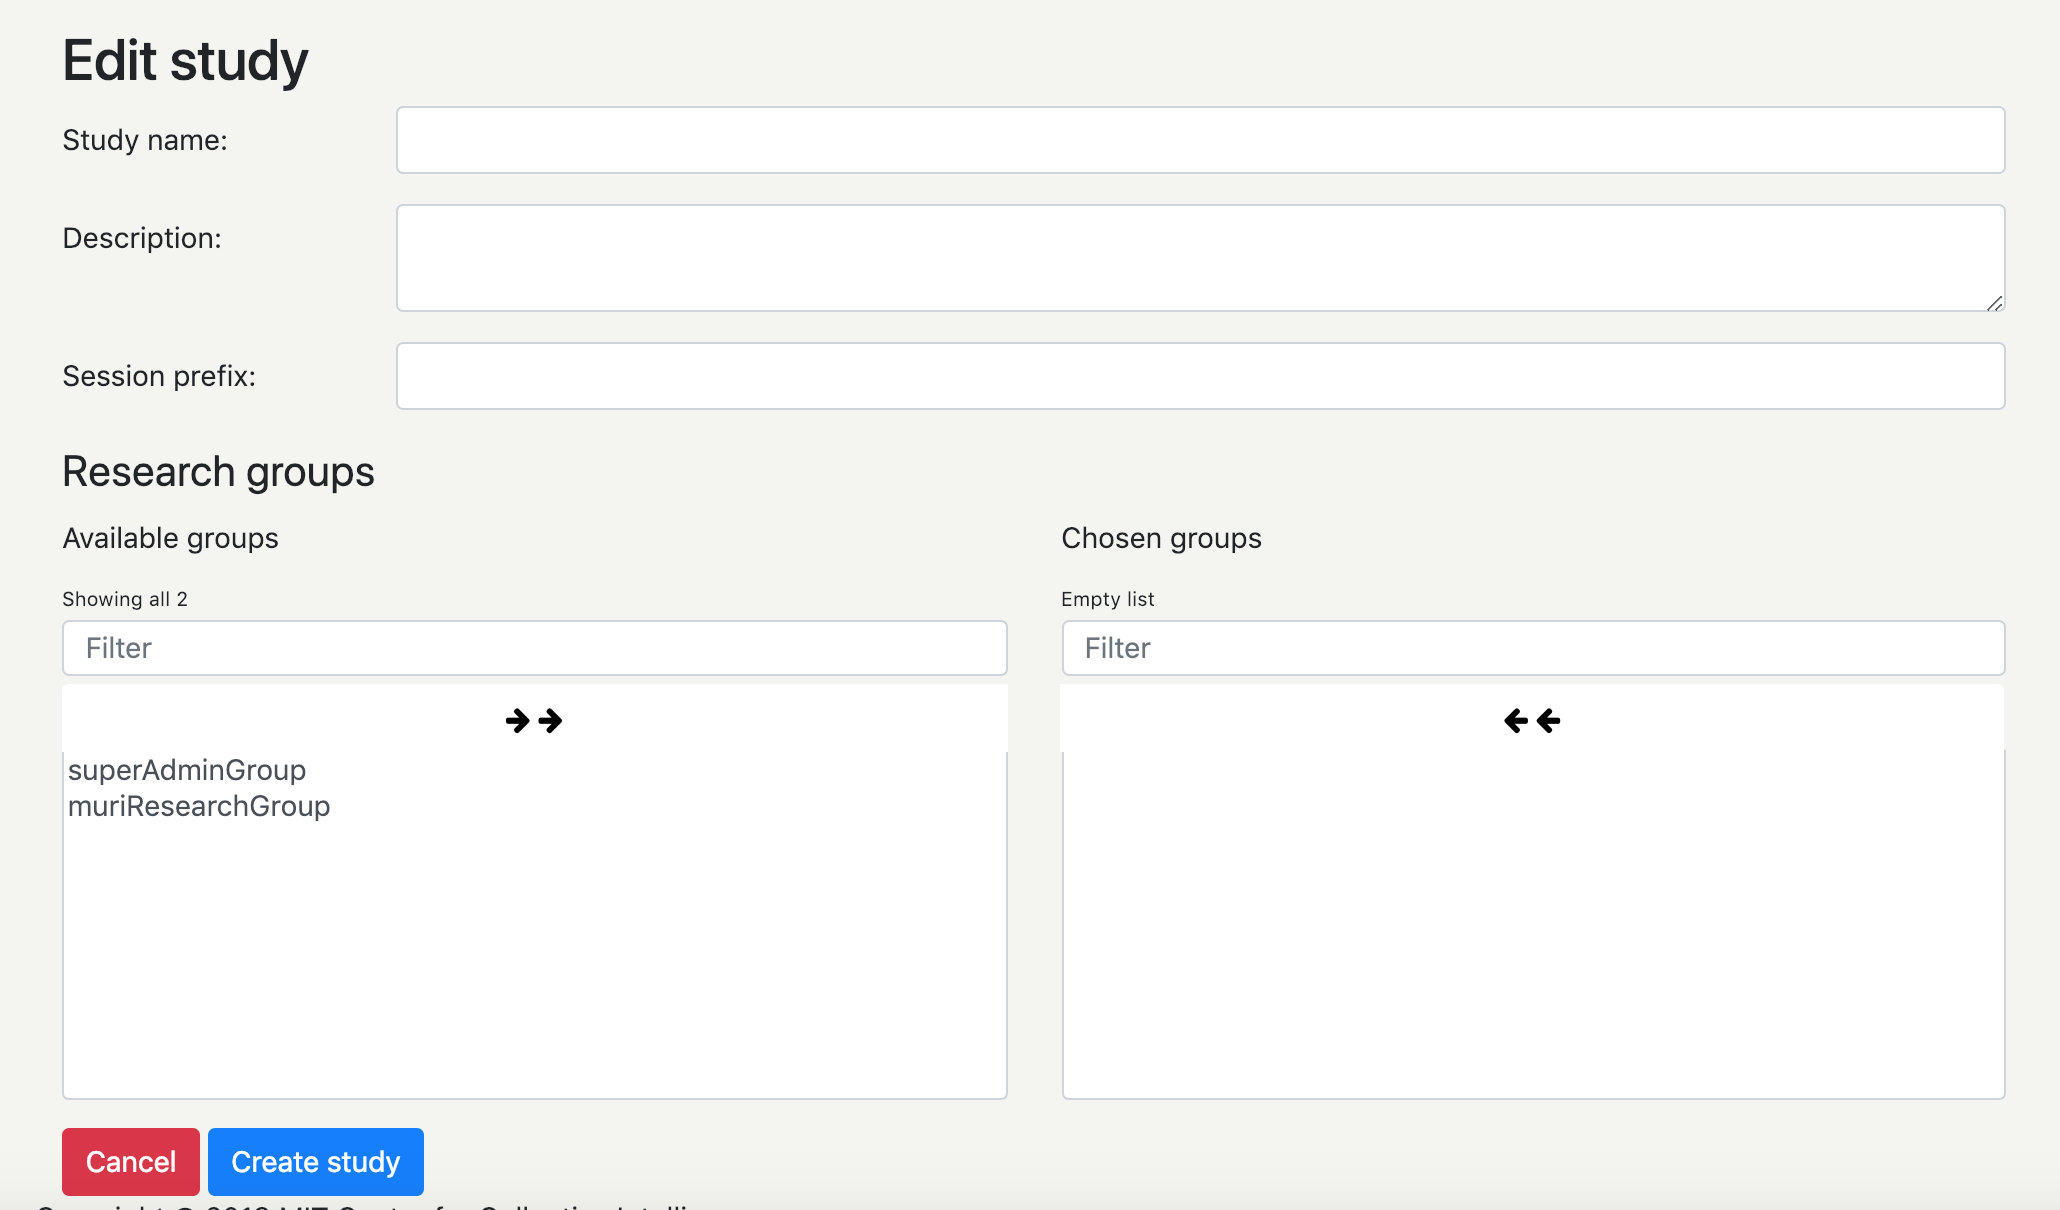 Edit study
Study name:
Description:
Session prefix:
Research groups
Available groups
Chosen groups
Showing all 2
Empty list
Filter
Filter
superAdminGroup
muriResearchGroup
Cancel
Create study